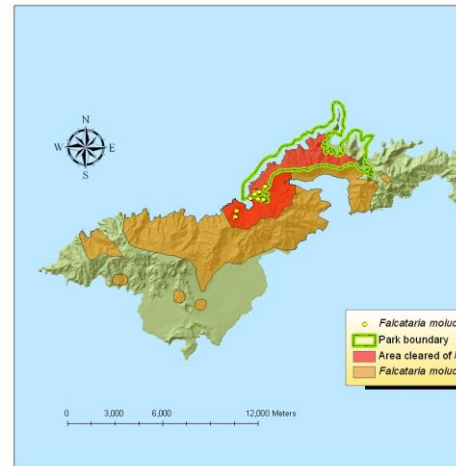 N
W E
S
Falcataria moluc
Park boundary
Area cleared of
Falcataria moluc
0 3,000 6,000 12,000 Meters